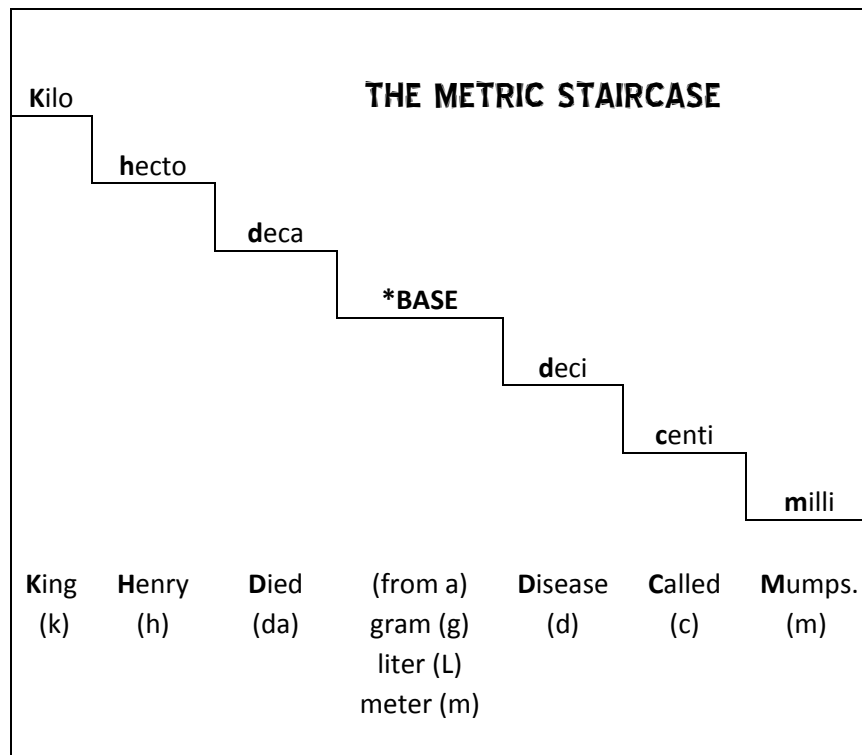 THE METRIC STAIRCASE
Kilo
hecto
deca
*BASE
deci
centi
milli
King Henry Died (from a) Disease Called Mumps.
(k) (h) (da) gram (g) (d) (c) (m)
liter (L)
meter (m)